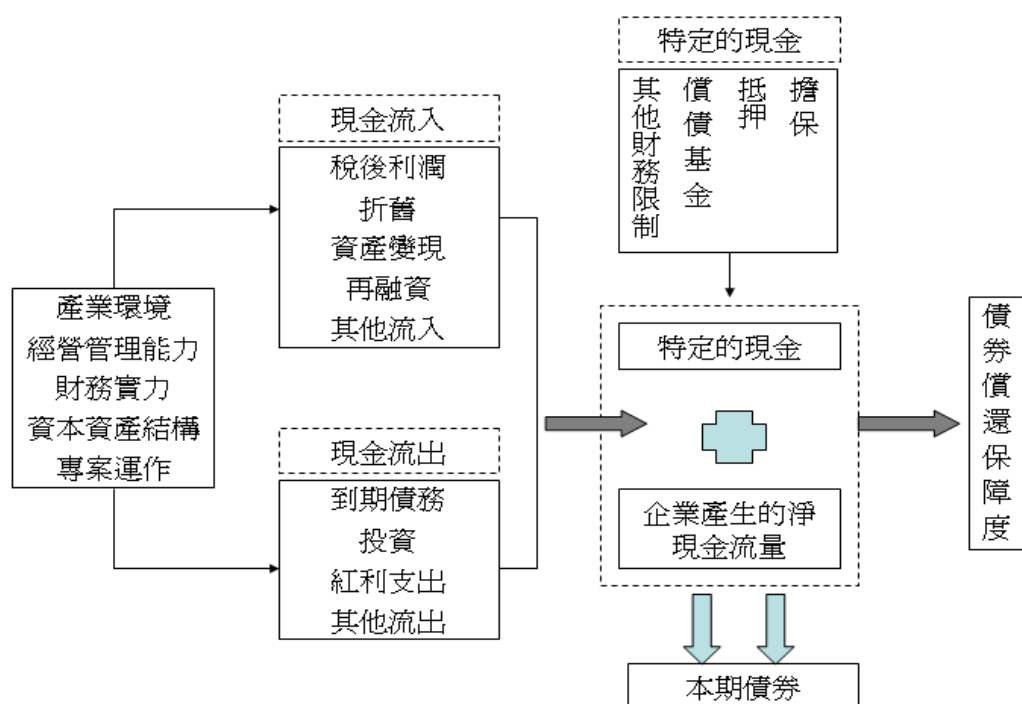 特定的現金
其他財務限制
償債基金
抵押
擔保
現金流入
稅後利潤
折舊
資產變現
再融資
其他流入
產業環境
經營管理能力
財務實力
資本資產結構
專案運作
現金流出
到期債務
投資
紅利支出
其他流出
特定的現金
企業產生的淨
現金流量
本期債券
債券償還保障度